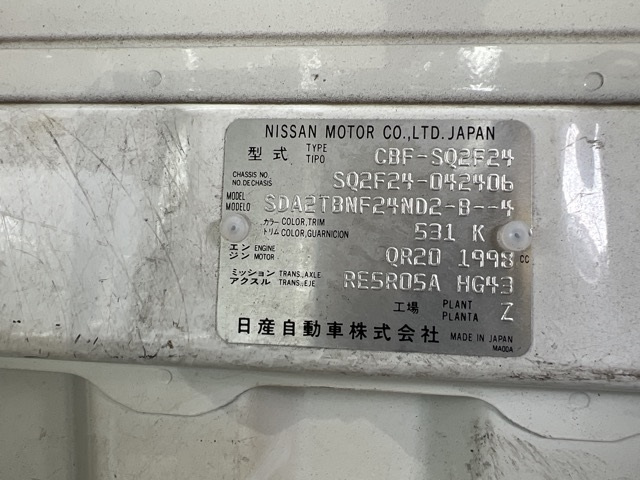 NISSAN MOTOR CO.,LTD. JAPAN
型式 TYPE TIPO CBF-SQ2F24
CHASSIS NO. NO.DE CHASIS SQ2F24-042406
MODEL MODELO SDA2TBNF24ND2-B--4
カラー COLOR,TRIM
トリム COLOR,GUARNICION 531 K
エンジン ENGINE MOTOR QR20 1998 CC
ミッション TRANS.,AXLE
アクスル TRANS.,EJE RE5R05A HG43
工場 PLANT PLANTA Z
日産自動車株式会社 MADE IN JAPAN
MA00A